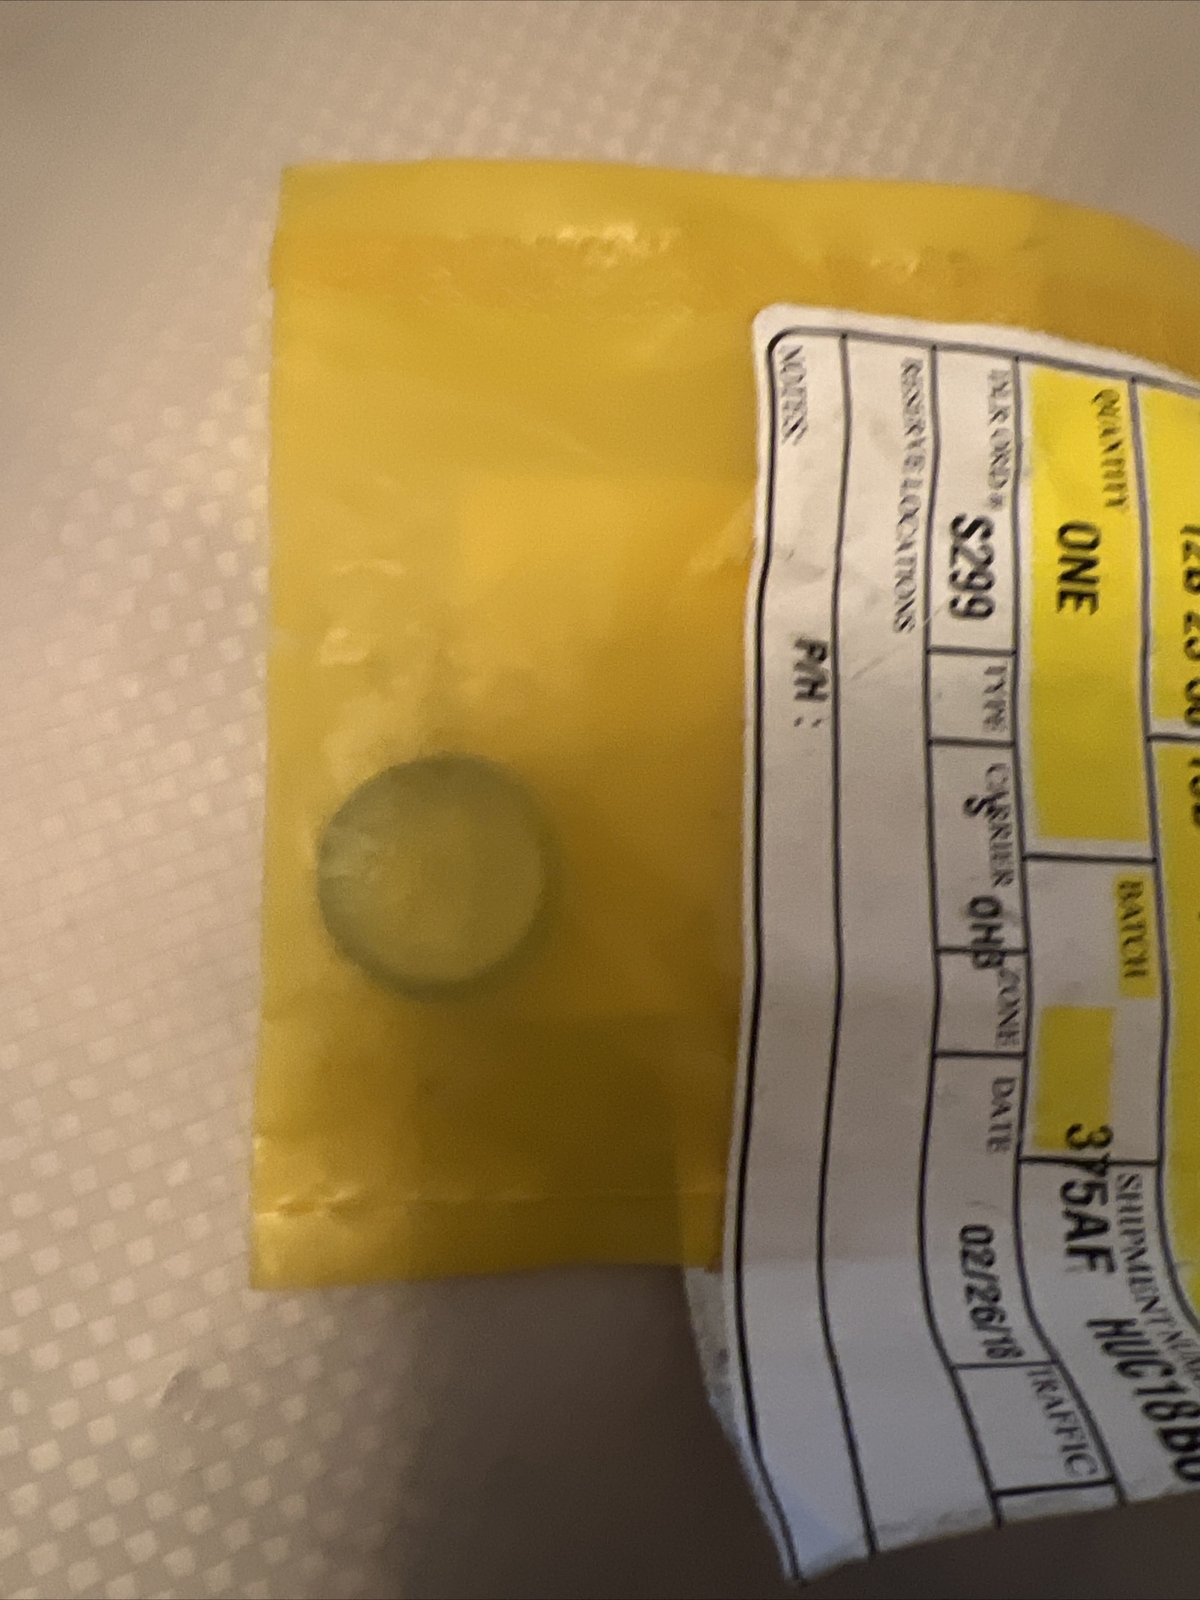 QUANTITY
ONE
BATCH
375AF
SHIPMENT
DLR ORD #
S299
TYPE
CARRIER
S OHB
ZONE
DATE
02/26/18
TRAFFIC
RESERVE LOCATIONS
NOTES:
P/H :